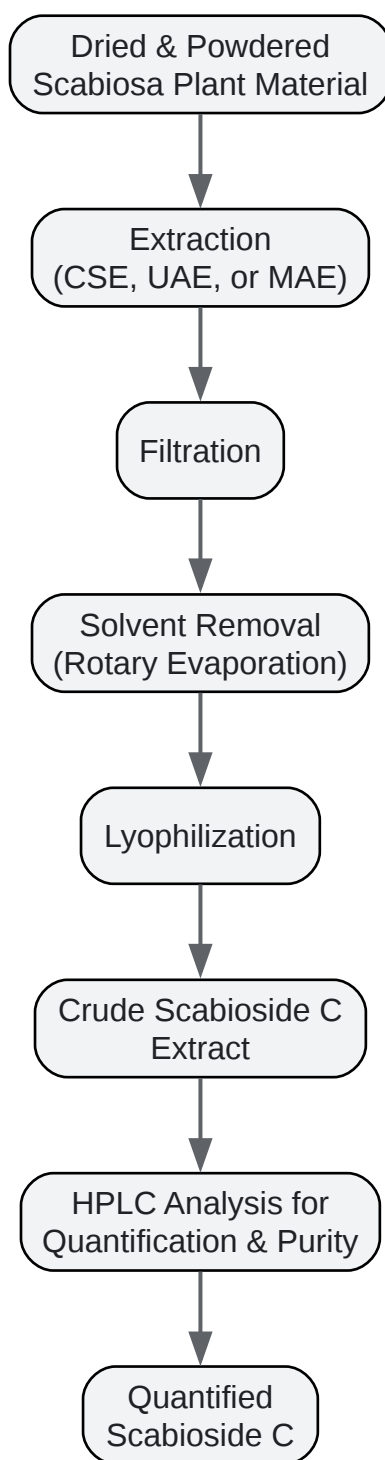 Dried & Powdered
Scabiosa Plant Material
Extraction
(CSE, UAE, or MAE)
Filtration
Solvent Removal
(Rotary Evaporation)
Lyophilization
Crude Scabioside C
Extract
HPLC Analysis for
Quantification & Purity
Quantified
Scabioside C